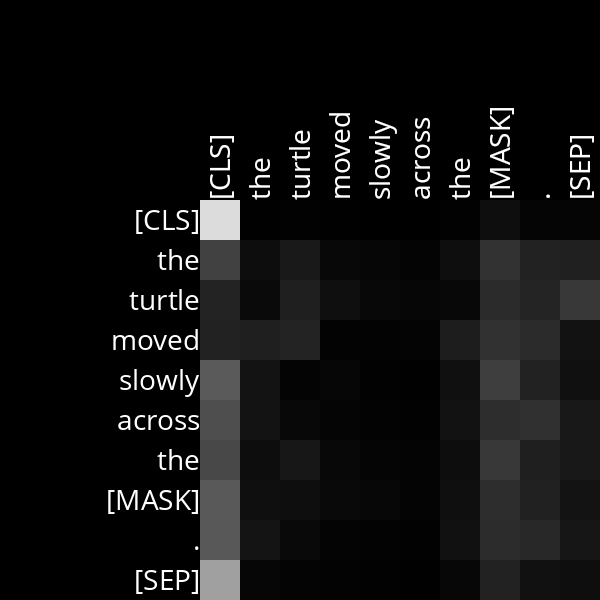 [CLS] the turtle moved slowly across the [MASK] . [SEP]
[CLS]
the
turtle
moved
slowly
across
the
[MASK]
.
[SEP]